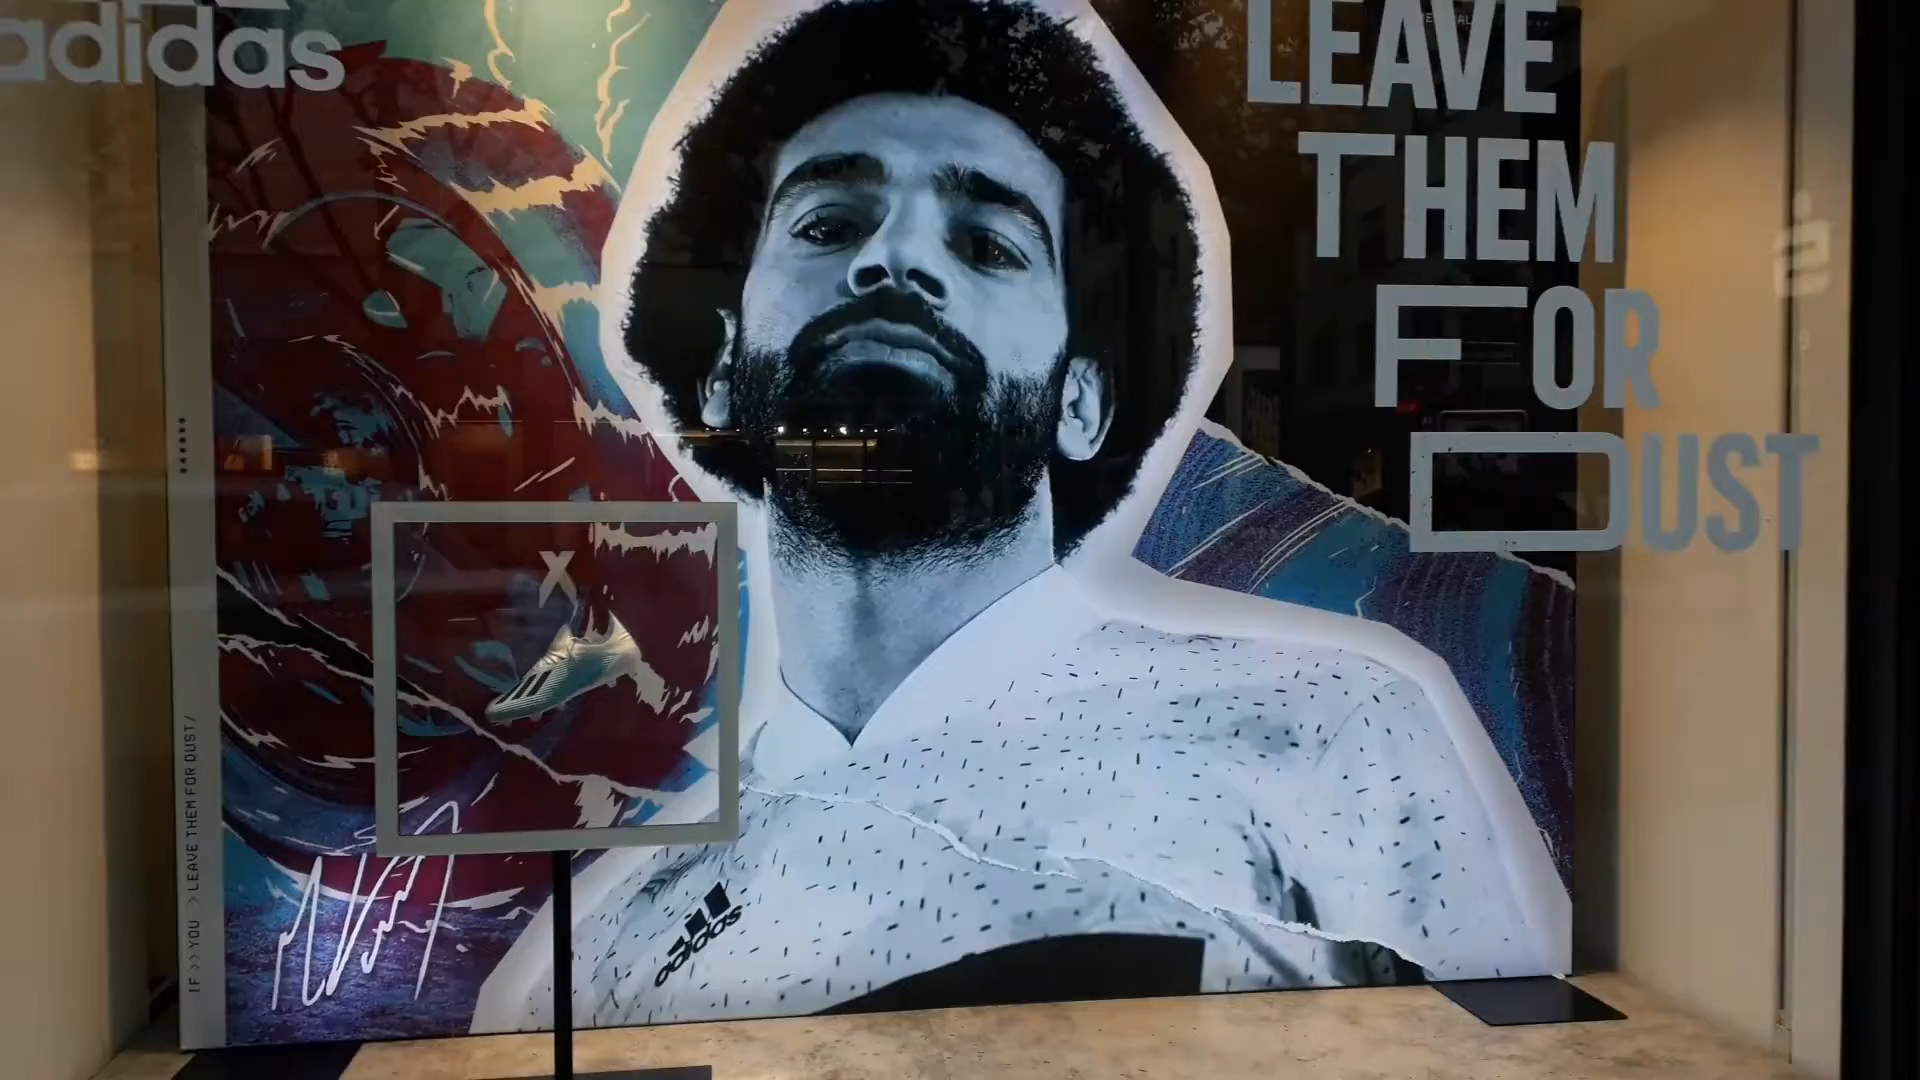 adidas
LEAVE
THEM
FOR
DUST
X
adidas
IF >> YOU > LEAVE THEM FOR DUST/